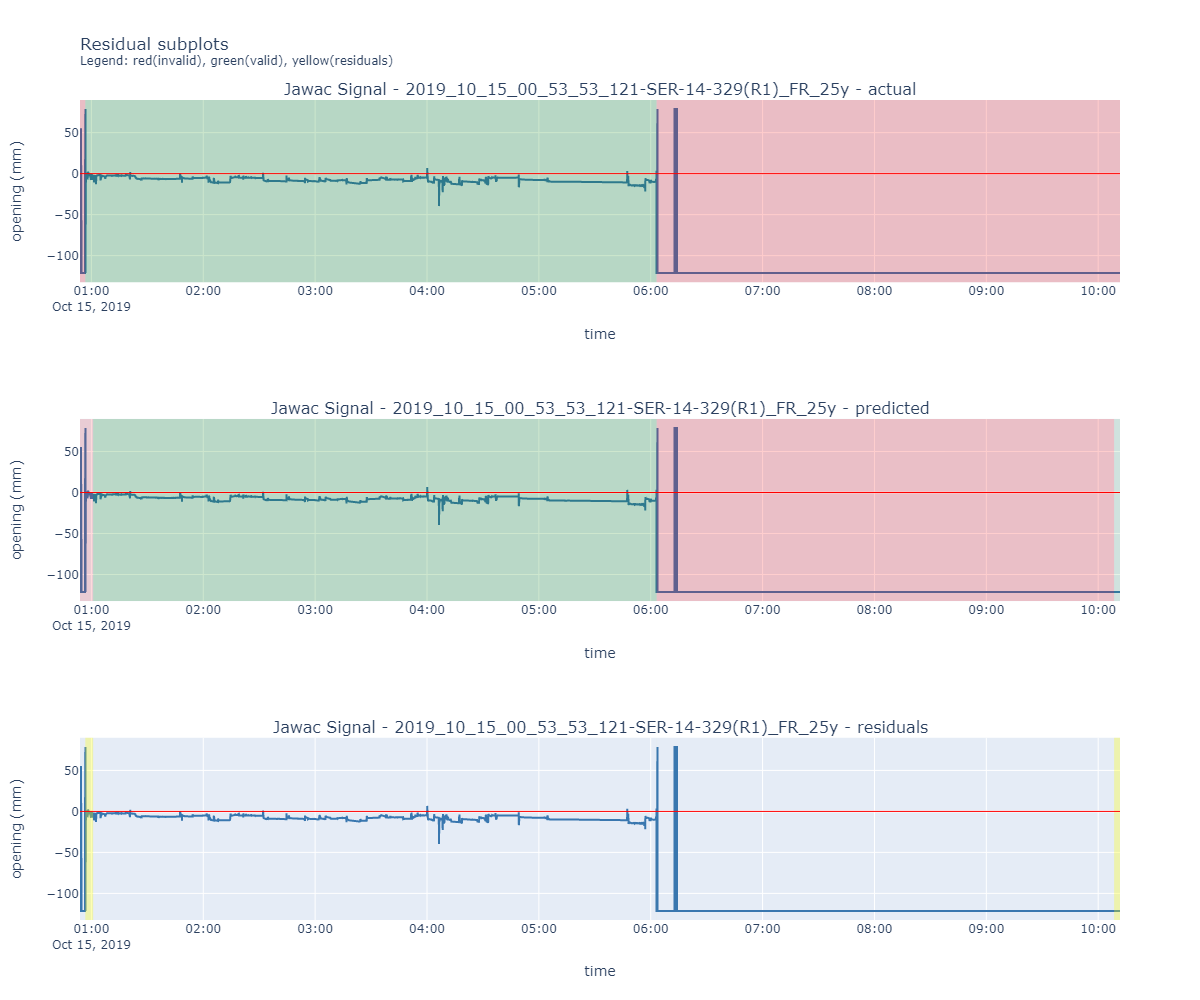 Residual subplots
Legend: red(invalid), green(valid), yellow(residuals)
Jawac Signal - 2019_10_15_00_53_53_121-SER-14-329(R1)_FR_25y - actual
opening (mm)
50
0
−50
−100
01:00 02:00 03:00 04:00 05:00 06:00 07:00 08:00 09:00 10:00
Oct 15, 2019
time
Jawac Signal - 2019_10_15_00_53_53_121-SER-14-329(R1)_FR_25y - predicted
opening (mm)
50
0
−50
−100
01:00 02:00 03:00 04:00 05:00 06:00 07:00 08:00 09:00 10:00
Oct 15, 2019
time
Jawac Signal - 2019_10_15_00_53_53_121-SER-14-329(R1)_FR_25y - residuals
opening (mm)
50
0
−50
−100
01:00 02:00 03:00 04:00 05:00 06:00 07:00 08:00 09:00 10:00
Oct 15, 2019
time